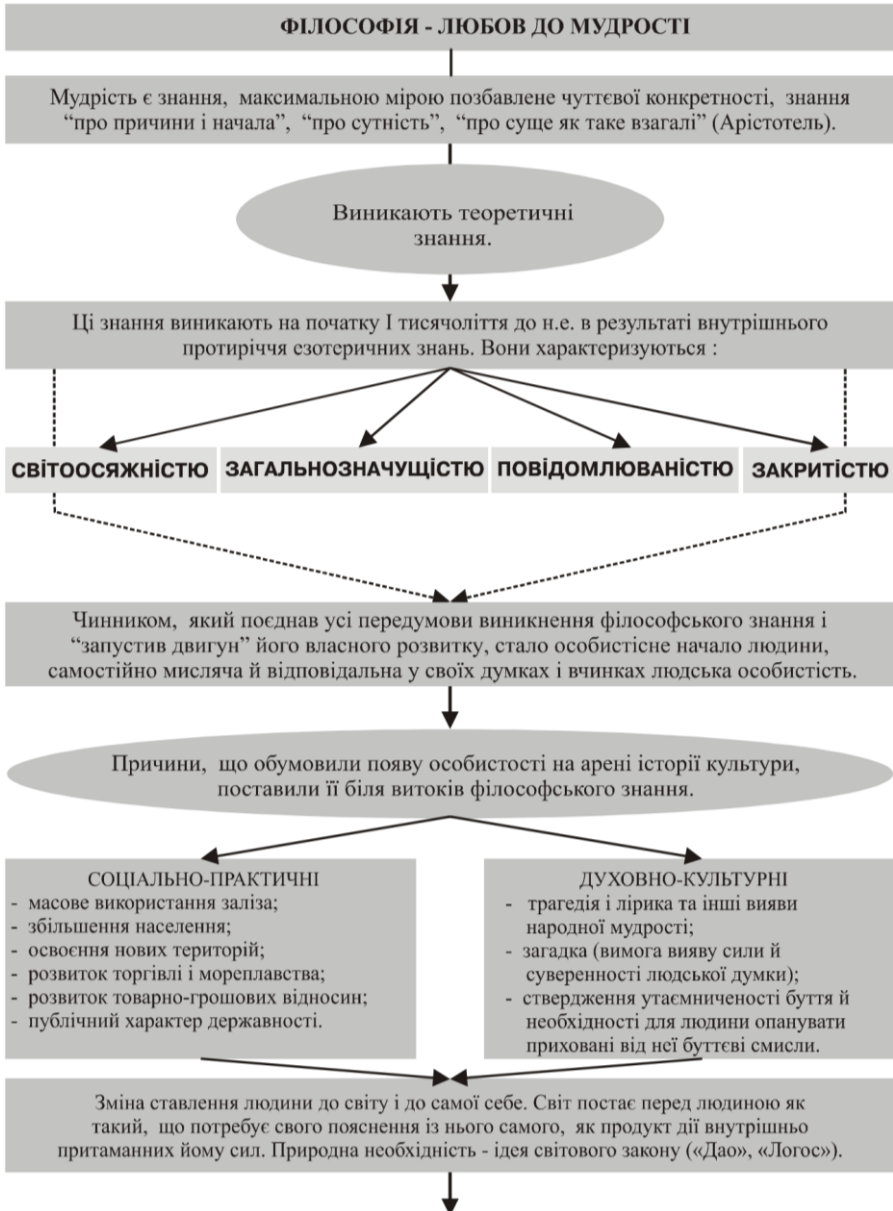 ФІЛОСОФІЯ - ЛЮБОВ ДО МУДРОСТІ
Мудрість є знання, максимальною мірою позбавлене чуттєвої конкретності, знання
“про причини і начала”, “про сутність”, “про суще як таке взагалі” (Арістотель).
Виникають теоретичні
знання.
Ці знання виникають на початку I тисячоліття до н.е. в результаті внутрішнього
протиріччя езотеричних знань. Вони характеризуються :
СВІТООСЯЖНІСТЮ ЗАГАЛЬНОЗНАЧУЩІСТЮ ПОВІДОМЛЮВАНІСТЮ ЗАКРИТІСТЮ
Чинником, який поєднав усі передумови виникнення філософського знання і
“запустив двигун” його власного розвитку, стало особистісне начало людини,
самостійно мисляча й відповідальна у своїх думках і вчинках людська особистість.
Причини, що обумовили появу особистості на арені історії культури,
поставили її біля витоків філософського знання.
СОЦІАЛЬНО-ПРАКТИЧНІ
- масове використання заліза;
- збільшення населення;
- освоєння нових територій;
- розвиток торгівлі і мореплавства;
- розвиток товарно-грошових відносин;
- публічний характер державності.
ДУХОВНО-КУЛЬТУРНІ
- трагедія і лірика та інші вияви
народної мудрості;
- загадка (вимога вияву сили й
суверенності людської думки);
- ствердження утаємниченості буття й
необхідності для людини опанувати
приховані від неї буттєві смисли.
Зміна ставлення людини до світу і до самої себе. Світ постає перед людиною як
такий, що потребує свого пояснення із нього самого, як продукт дії внутрішньо
притаманних йому сил. Природна необхідність - ідея світового закону («Дао», «Логос»).